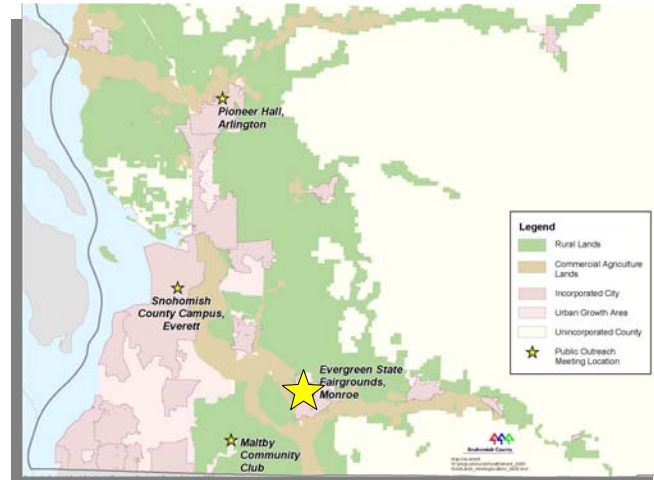 Pioneer Hall,
Arlington
Snohomish
County Campus,
Everett
Evergreen State
Fairgrounds,
Monroe
Maltby
Community
Club
Legend
Rural Lands
Commercial Agriculture
Lands
Incorporated City
Urban Growth Area
Unincorporated County
Public Outreach
Meeting Location
Snohomish County